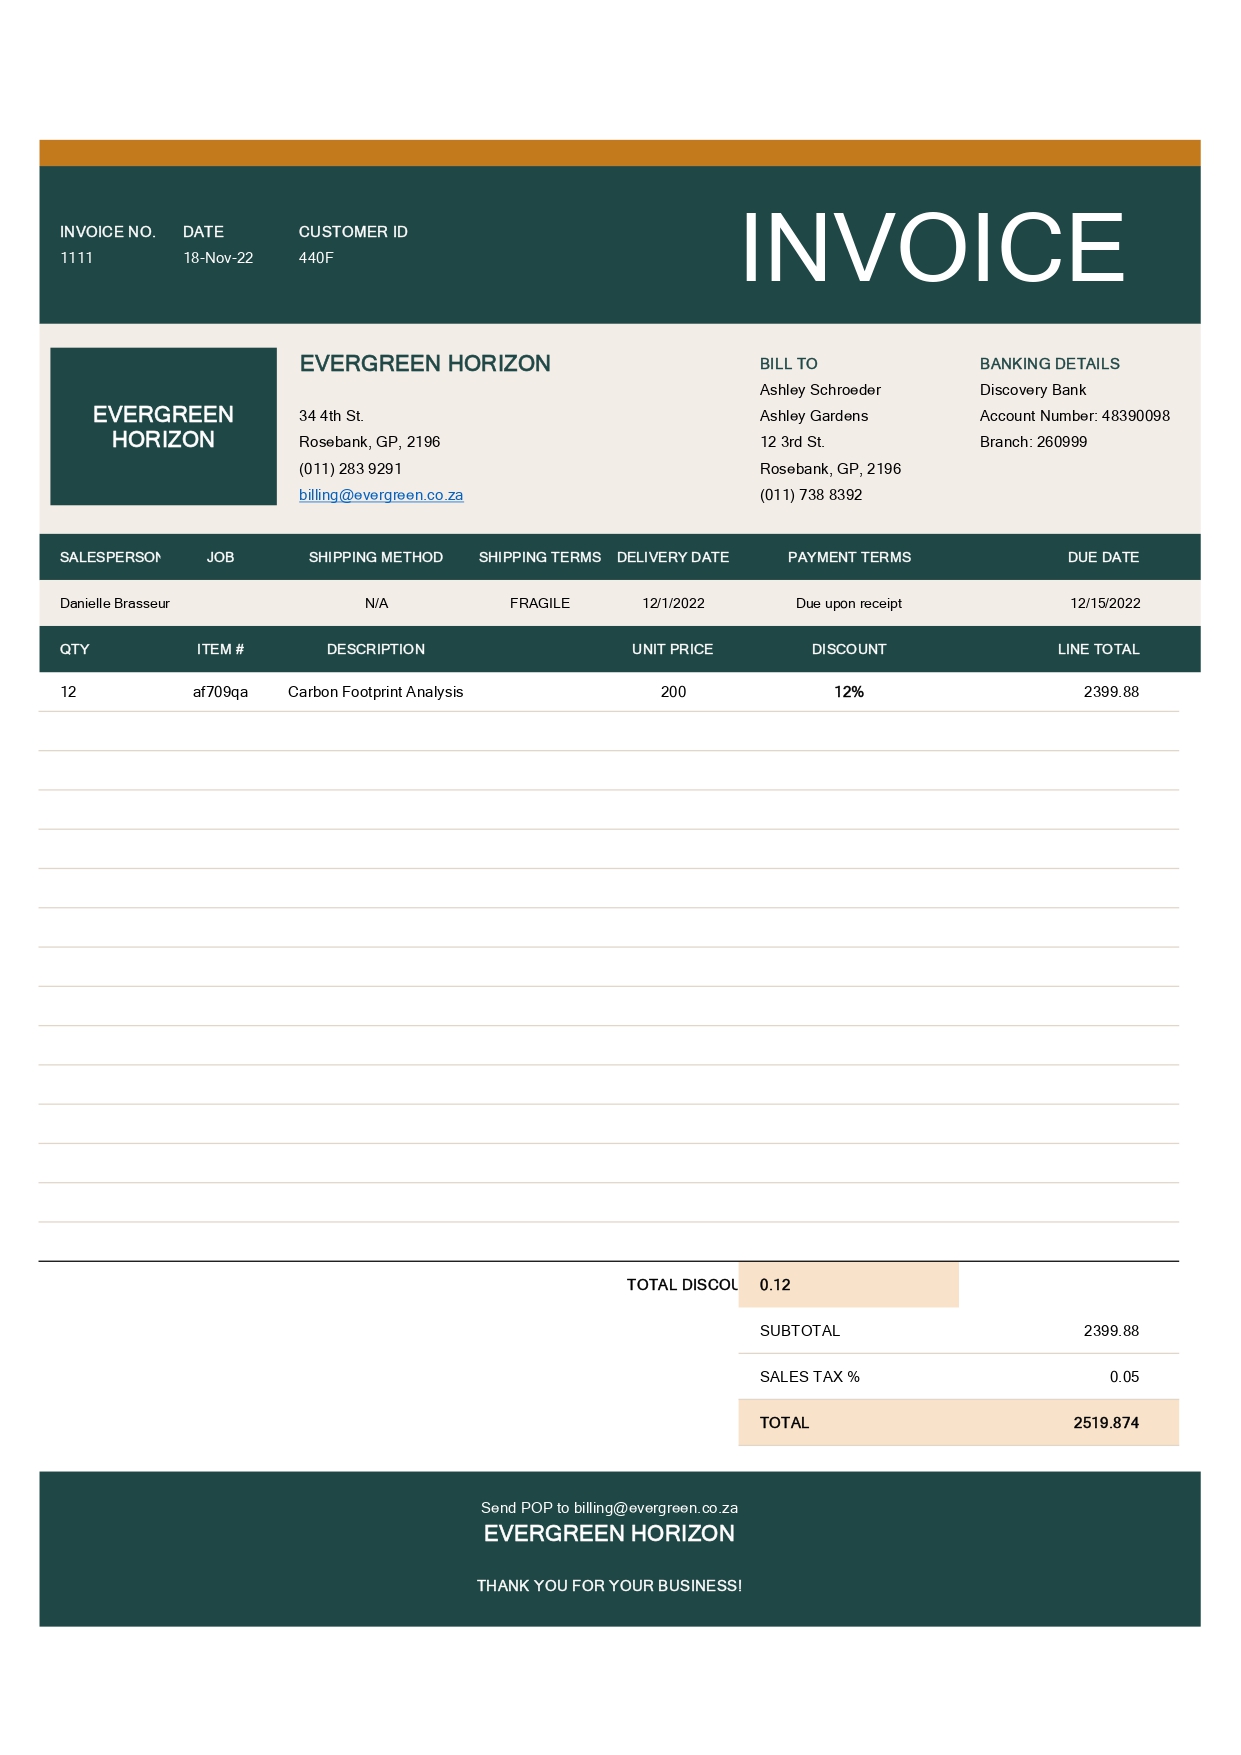 INVOICE NO. DATE CUSTOMER ID
1111 18-Nov-22 440F
INVOICE
EVERGREEN
HORIZON
EVERGREEN HORIZON
34 4th St.
Rosebank, GP, 2196
(011) 283 9291
billing@evergreen.co.za
BILL TO
Ashley Schroeder
Ashley Gardens
12 3rd St.
Rosebank, GP, 2196
(011) 738 8392
BANKING DETAILS
Discovery Bank
Account Number: 48390098
Branch: 260999
SALESPERSON JOB SHIPPING METHOD SHIPPING TERMS DELIVERY DATE PAYMENT TERMS DUE DATE
Danielle Brasseur N/A FRAGILE 12/1/2022 Due upon receipt 12/15/2022
QTY ITEM # DESCRIPTION UNIT PRICE DISCOUNT LINE TOTAL
12 af709qa Carbon Footprint Analysis 200 12% 2399.88
TOTAL DISCOU 0.12
SUBTOTAL 2399.88
SALES TAX % 0.05
TOTAL 2519.874
Send POP to billing@evergreen.co.za
EVERGREEN HORIZON
THANK YOU FOR YOUR BUSINESS!